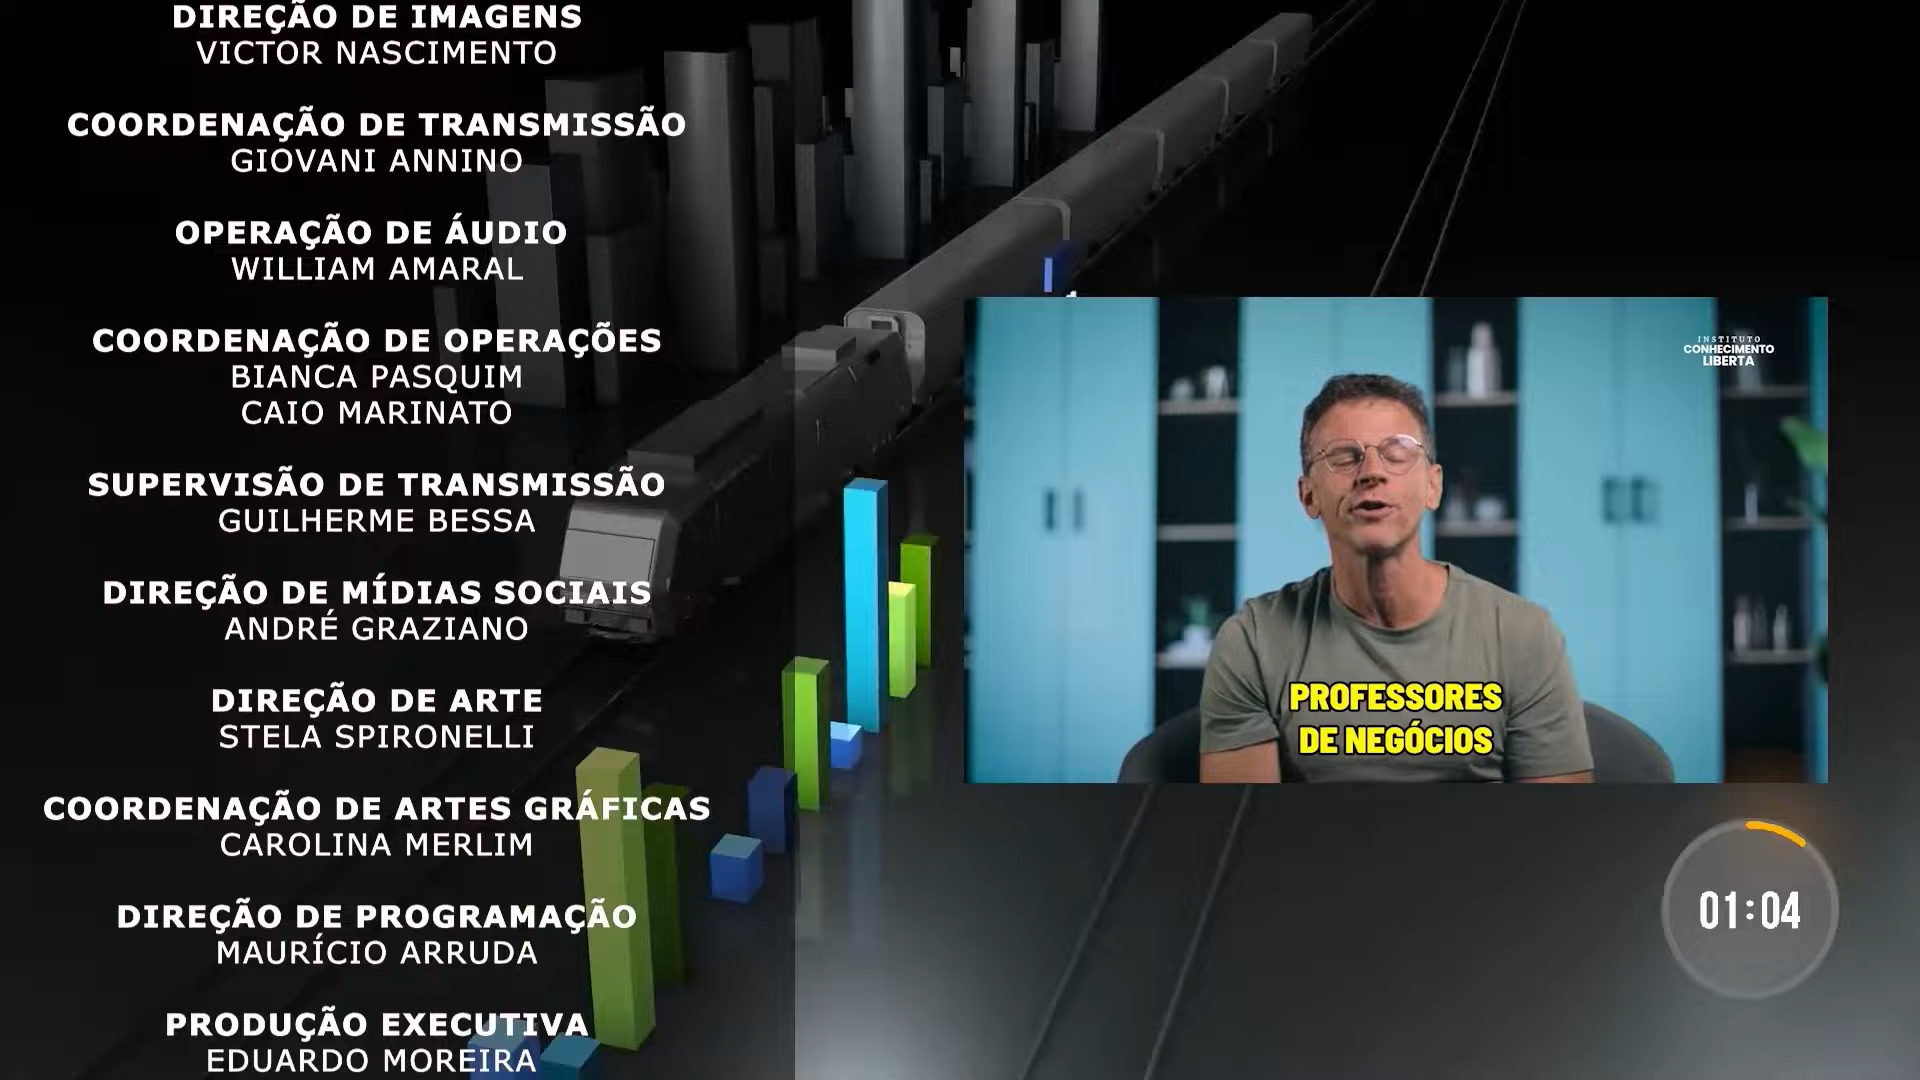 DIREÇÃO DE IMAGENS
VICTOR NASCIMENTO
COORDENAÇÃO DE TRANSMISSÃO
GIOVANI ANNINO
OPERAÇÃO DE ÁUDIO
WILLIAM AMARAL
COORDENAÇÃO DE OPERAÇÕES
BIANCA PASQUIM
CAIO MARINATO
SUPERVISÃO DE TRANSMISSÃO
GUILHERME BESSA
DIREÇÃO DE MÍDIAS SOCIAIS
ANDRÉ GRAZIANO
DIREÇÃO DE ARTE
STELA SPIRONELLI
COORDENAÇÃO DE ARTES GRÁFICAS
CAROLINA MERLIM
DIREÇÃO DE PROGRAMAÇÃO
MAURÍCIO ARRUDA
PRODUÇÃO EXECUTIVA
EDUARDO MOREIRA
INSTITUTO
CONHECIMENTO
LIBERTA
PROFESSORES
DE NEGÓCIOS
01:04